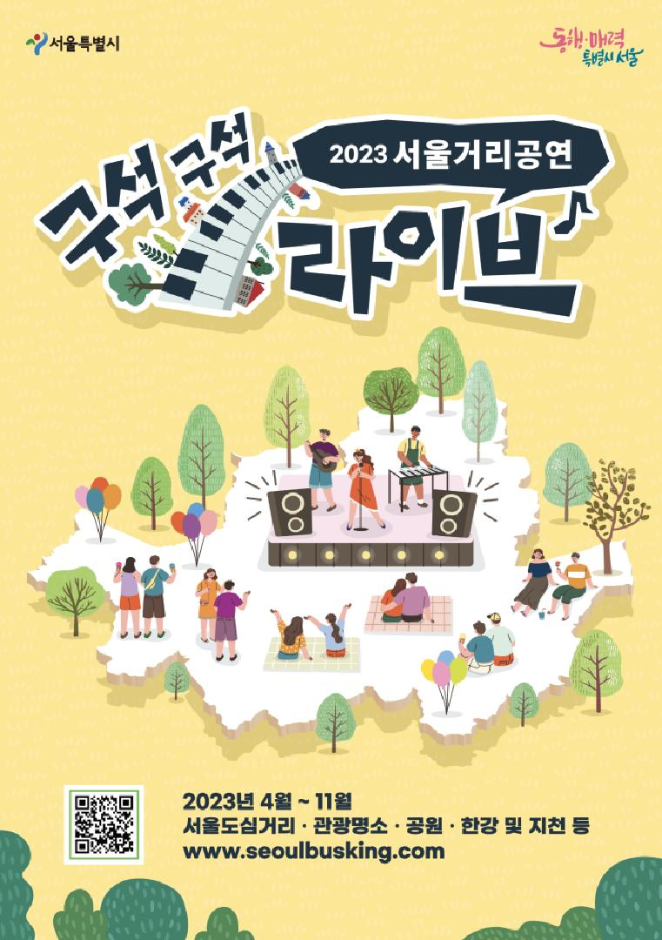 서울특별시
동행·매력
특별시 서울
구석구석
2023 서울거리공연
라이브
2023년 4월 ~ 11월
서울도심거리 · 관광명소 · 공원 · 한강 및 지천 등
www.seoulbusking.com